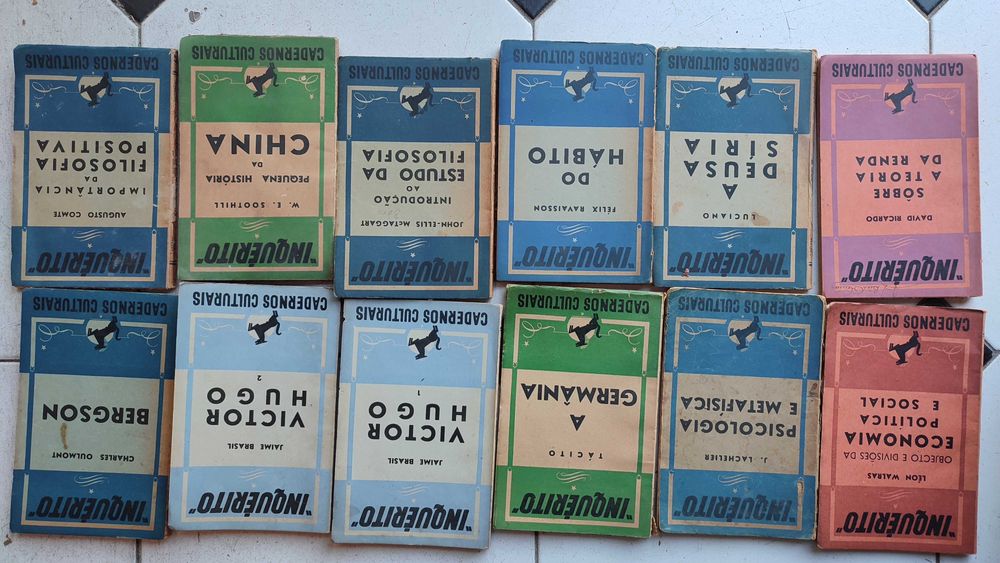 "INQUÉRITO"
LÉON WALRAS
OBJECTO E DIVISÕES DA
ECONOMIA
POLÍTICA
E SOCIAL
CADERNOS CULTURAIS
"INQUÉRITO"
J. LACHELIER
PSICOLOGIA
E METAFÍSICA
CADERNOS CULTURAIS
"INQUÉRITO"
TÁCITO
A
GERMÂNIA
CADERNOS CULTURAIS
"INQUÉRITO"
JAIME BRASIL
VICTOR
HUGO
1
CADERNOS CULTURAIS
"INQUÉRITO"
JAIME BRASIL
VICTOR
HUGO
2
CADERNOS CULTURAIS
"INQUÉRITO"
CHARLES OULMONT
BERGSON
CADERNOS CULTURAIS
"INQUÉRITO"
DAVID RICARDO
SÔBRE
A TEORIA
DA RENDA
CADERNOS CULTURAIS
"INQUÉRITO"
LUCIANO
A
DEUSA
SÍRIA
CADERNOS CULTURAIS
"INQUÉRITO"
FÉLIX RAVAISSON
DO
HÁBITO
CADERNOS CULTURAIS
"INQUÉRITO"
JOHN-ELLIS McTAGGART
INTRODUÇÃO
AO
ESTUDO DA
FILOSOFIA
CADERNOS CULTURAIS
"INQUÉRITO"
W. E. SOOTHILL
PEQUENA HISTÓRIA
DA
CHINA
CADERNOS CULTURAIS
"INQUÉRITO"
AUGUSTO COMTE
IMPORTÂNCIA
DA
FILOSOFIA
POSITIVA
CADERNOS CULTURAIS